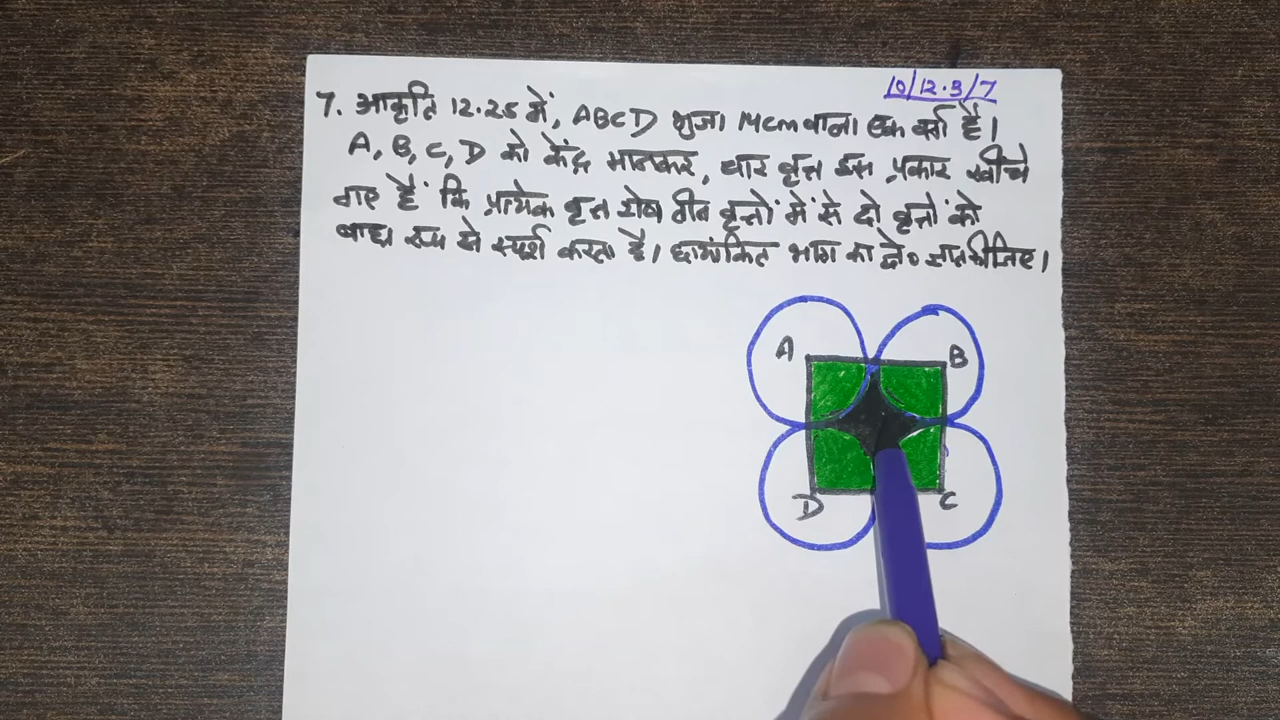 10/12.3/7
7. आकृति 12.25 में, ABCD भुजा 14cm वाला एक वर्ग है।
A, B, C, D को केंद्र मानकर, चार वृत्त इस प्रकार खींचे
गए हैं कि प्रत्येक वृत्त शेष तीन वृत्तों में से दो वृत्तों को
बाह्य रूप से स्पर्श करता है। छायांकित भाग का क्षे० ज्ञात कीजिए।
A
B
D
C